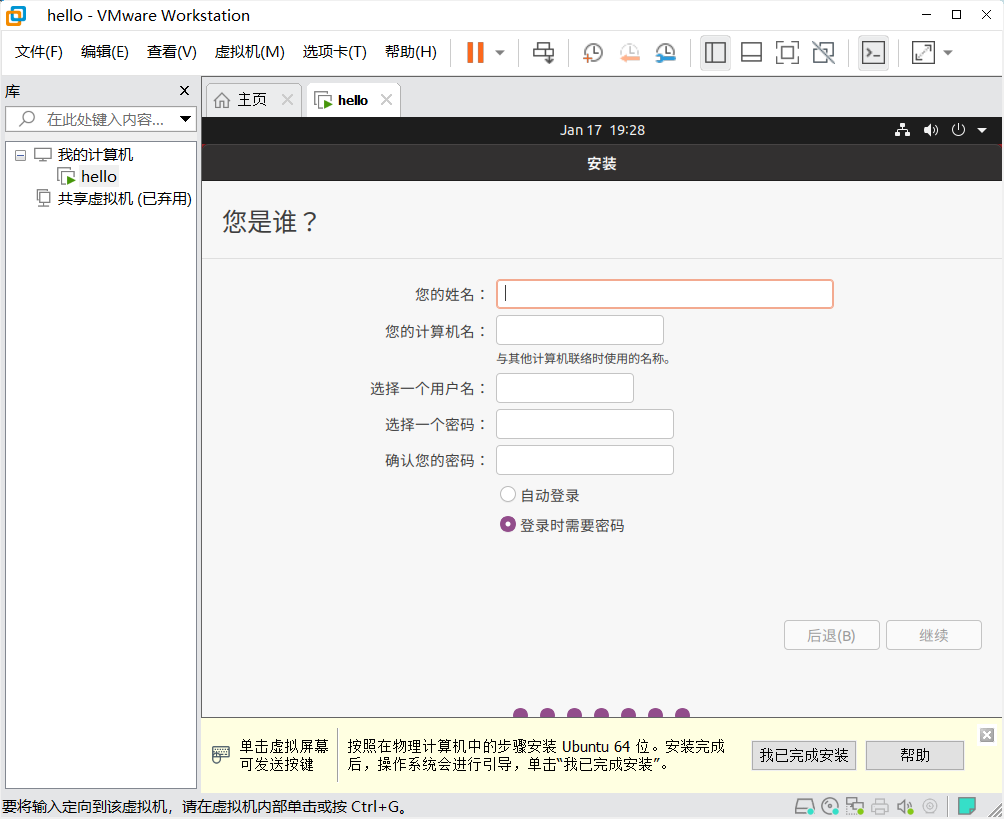 hello - VMware Workstation
文件(F) 编辑(E) 查看(V) 虚拟机(M) 选项卡(T) 帮助(H)
库
在此处键入内容...
我的计算机
hello
共享虚拟机 (已弃用)
主页 hello
Jan 17 19:28
安装
您是谁？
您的姓名：
您的计算机名：
与其他计算机联络时使用的名称。
选择一个用户名：
选择一个密码：
确认您的密码：
自动登录
登录时需要密码
后退(B) 继续
单击虚拟屏幕
可发送按键
按照在物理计算机中的步骤安装 Ubuntu 64 位。安装完成
后，操作系统会进行引导，单击“我已完成安装”。
我已完成安装 帮助
要将输入定向到该虚拟机，请在虚拟机内部单击或按 Ctrl+G。